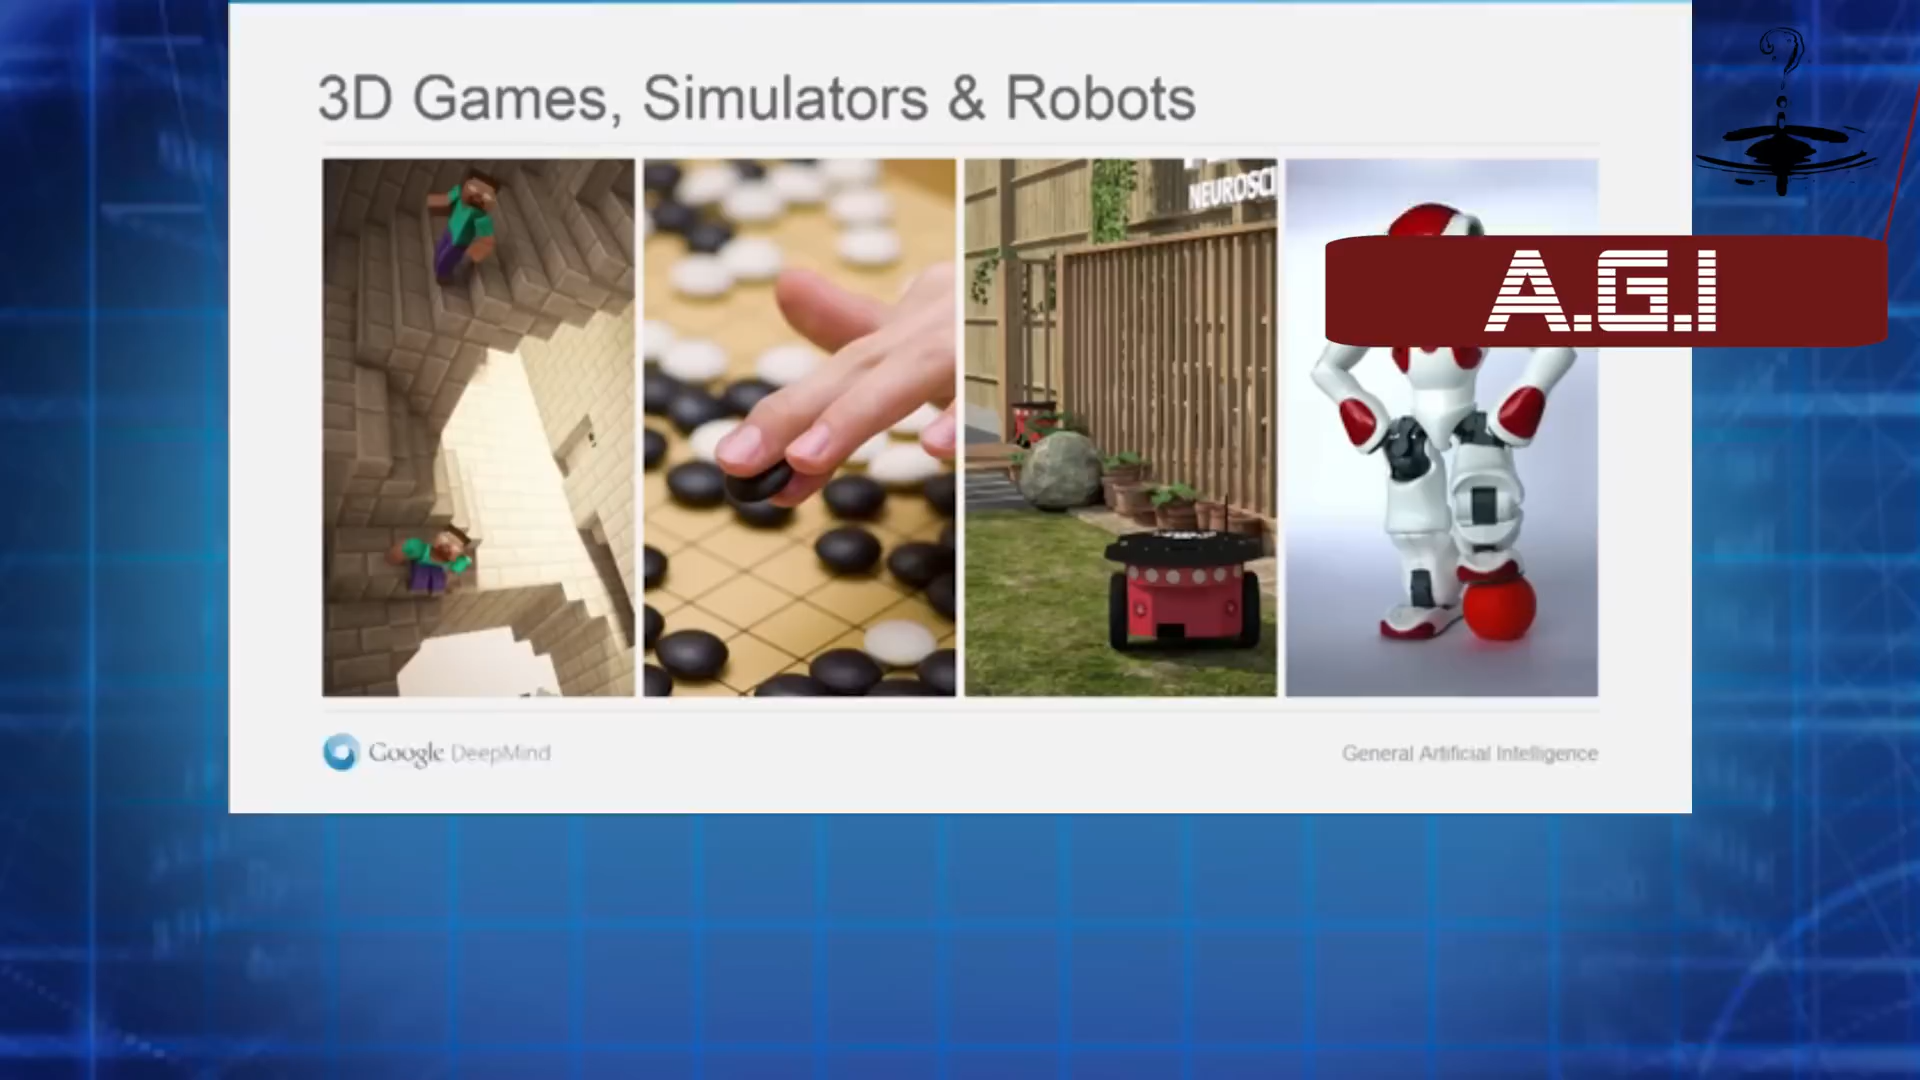 3D Games, Simulators & Robots
NEUROSCI
A.G.I
Google DeepMind
General Artificial Intelligence